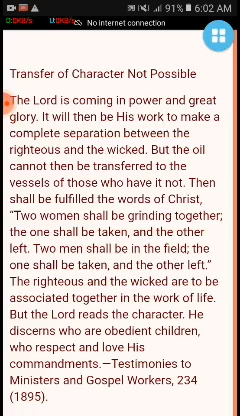 91% 6:02 AM
0:0KB/s U:0KB/s No internet connection
Transfer of Character Not Possible
The Lord is coming in power and great
glory. It will then be His work to make a
complete separation between the
righteous and the wicked. But the oil
cannot then be transferred to the
vessels of those who have it not. Then
shall be fulfilled the words of Christ,
“Two women shall be grinding together;
the one shall be taken, and the other
left. Two men shall be in the field; the
one shall be taken, and the other left.”
The righteous and the wicked are to be
associated together in the work of life.
But the Lord reads the character. He
discerns who are obedient children,
who respect and love His
commandments.—Testimonies to
Ministers and Gospel Workers, 234
(1895).